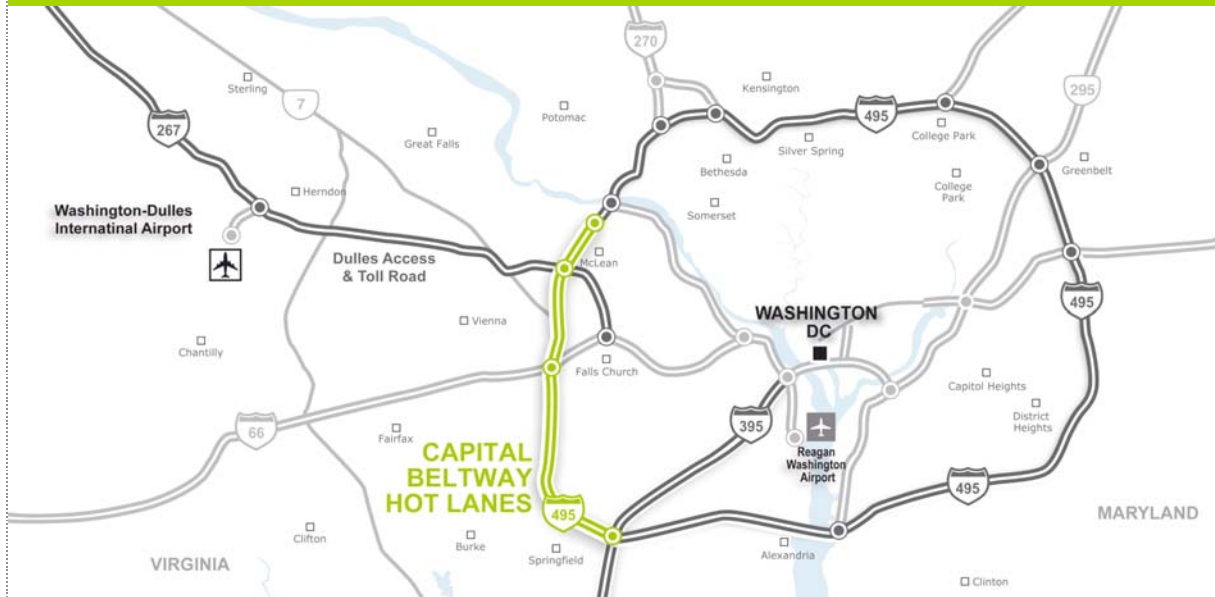 270
Kensington
Sterling
7
295
Potomac
495
267
College Park
Great Falls
Silver Spring
Bethesda
Greenbelt
Herndon
College
Park
Washington-Dulles
Internatinal Airport
Somerset
Dulles Access
& Toll Road
McLean
495
WASHINGTON
DC
Vienna
Chantilly
Falls Church
Capitol Heights
District
Heights
66
Fairfax
395
Reagan
Washington
Airport
CAPITAL
BELTWAY
HOT LANES
495
495
MARYLAND
Clifton
Burke
Springfield
Alexandria
VIRGINIA
Clinton